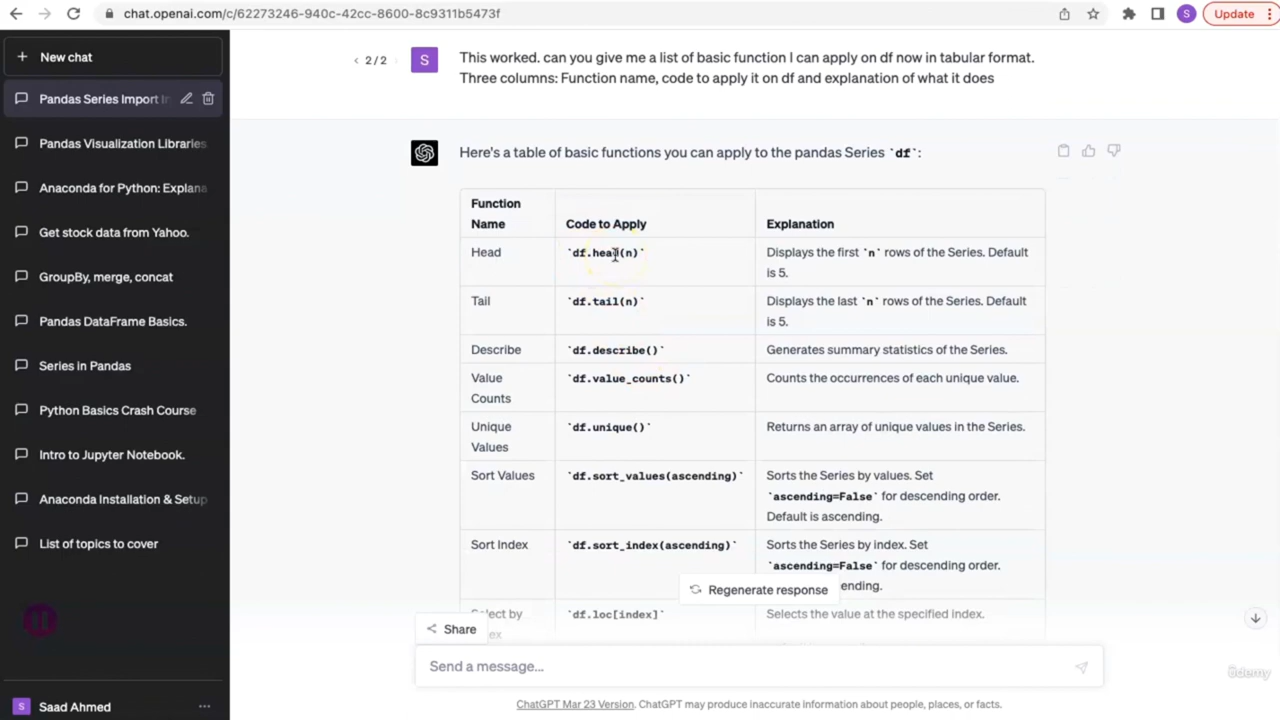 chat.openai.com/c/62273246-940c-42cc-8600-8c9311b5473f
S
Update
New chat
Pandas Series Import In
Pandas Visualization Libraries
Anaconda for Python: Explana
Get stock data from Yahoo.
GroupBy, merge, concat
Pandas DataFrame Basics.
Series in Pandas
Python Basics Crash Course
Intro to Jupyter Notebook.
Anaconda Installation & Setup
List of topics to cover
S
Saad Ahmed
2/2
S
This worked. can you give me a list of basic function I can apply on df now in tabular format.
Three columns: Function name, code to apply it on df and explanation of what it does
Here's a table of basic functions you can apply to the pandas Series `df`:
Function
Name
Code to Apply
Explanation
Head
`df.head(n)`
Displays the first `n` rows of the Series. Default
is 5.
Tail
`df.tail(n)`
Displays the last `n` rows of the Series. Default
is 5.
Describe
`df.describe()`
Generates summary statistics of the Series.
Value
Counts
`df.value_counts()`
Counts the occurrences of each unique value.
Unique
Values
`df.unique()`
Returns an array of unique values in the Series.
Sort Values
`df.sort_values(ascending)`
Sorts the Series by values. Set
`ascending=False` for descending order.
Default is ascending.
Sort Index
`df.sort_index(ascending)`
Sorts the Series by index. Set
`ascending=False` for descending order.
ending.
Select by
ex
`df.loc[index]`
Selects the value at the specified index.
Regenerate response
Share
Send a message...
ChatGPT Mar 23 Version. ChatGPT may produce inaccurate information about people, places, or facts.
ûdemy